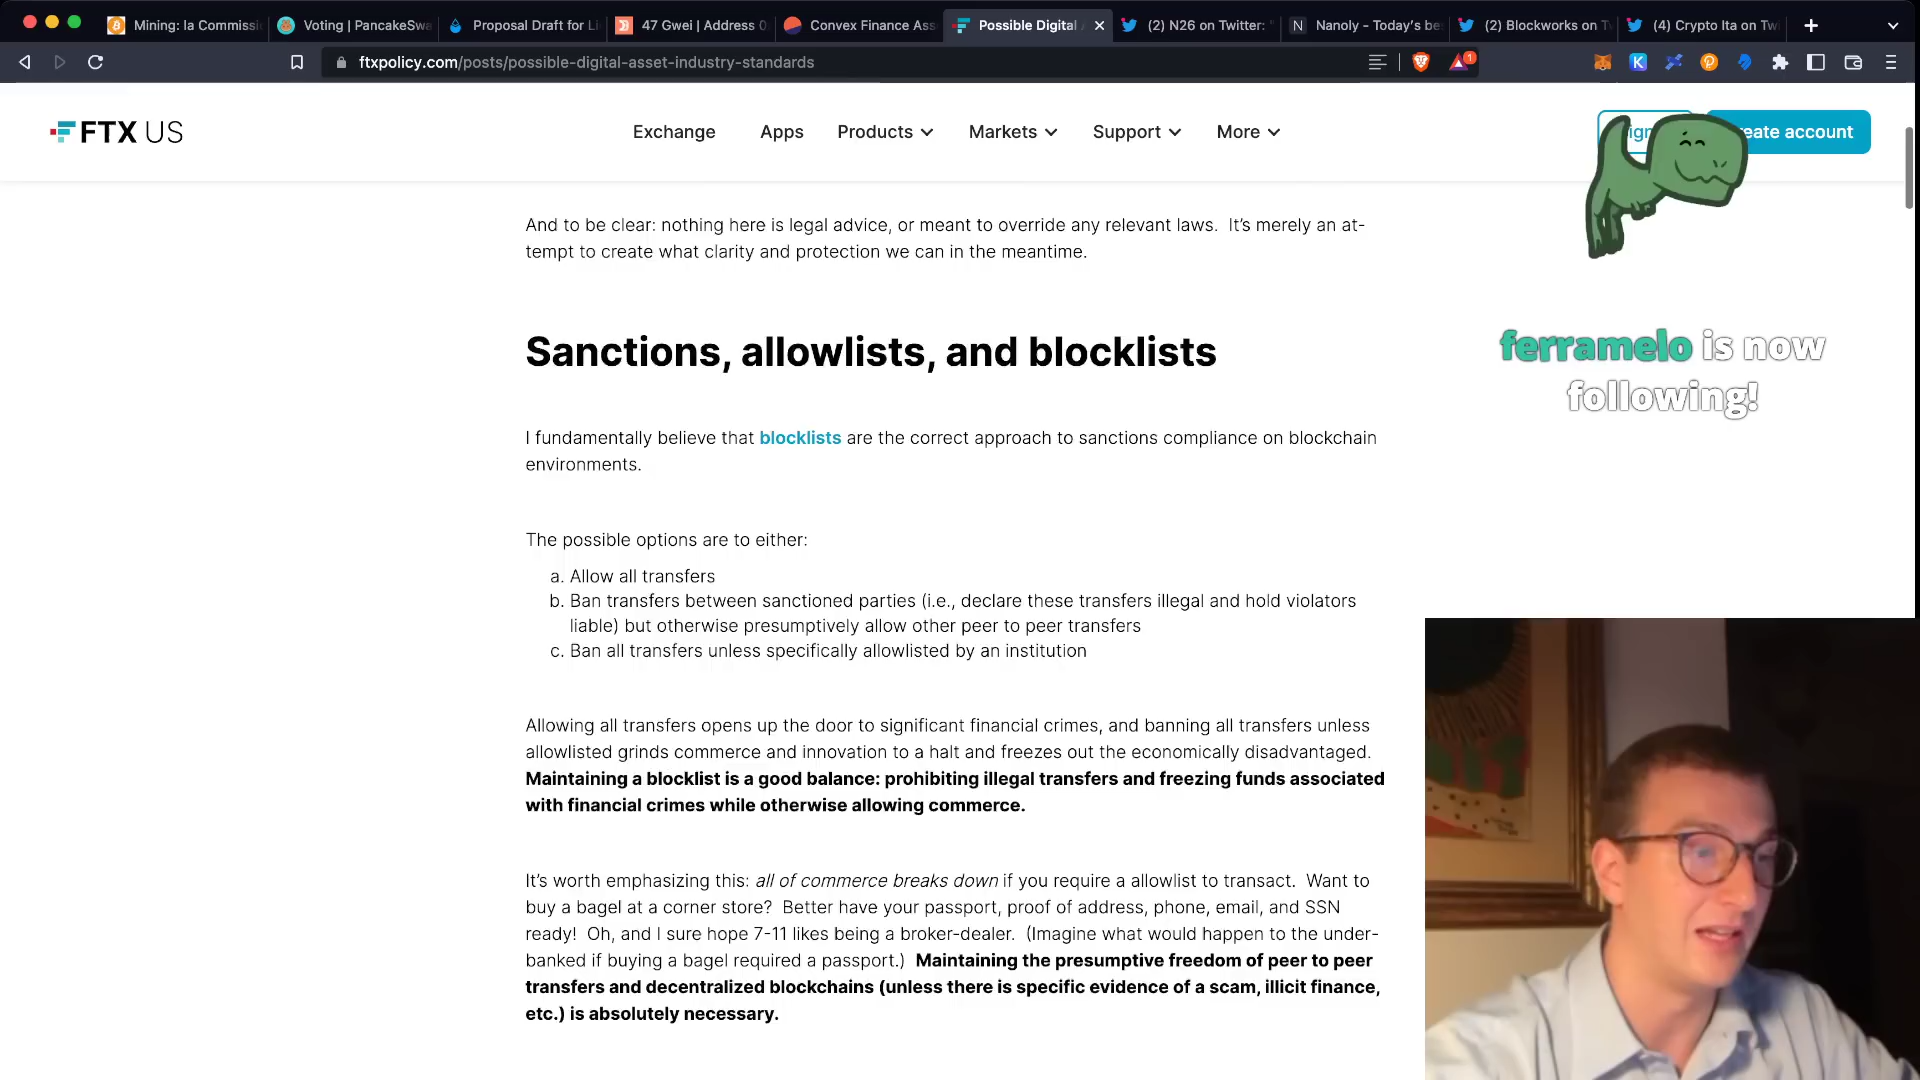 Mining: la Commissi
Voting | PancakeSwa
Proposal Draft for Li
47 Gwei | Address 0
Convex Finance Ass
Possible Digital
(2) N26 on Twitter: "
Nanoly - Today's be
(2) Blockworks on T
(4) Crypto Ita on Twi
ftxpolicy.com/posts/possible-digital-asset-industry-standards
1
FTX US
Exchange
Apps
Products
Markets
Support
More
eate account
And to be clear: nothing here is legal advice, or meant to override any relevant laws. It's merely an at-
tempt to create what clarity and protection we can in the meantime.
ferramelo is now
following!
Sanctions, allowlists, and blocklists
I fundamentally believe that blocklists are the correct approach to sanctions compliance on blockchain
environments.
The possible options are to either:
a. Allow all transfers
b. Ban transfers between sanctioned parties (i.e., declare these transfers illegal and hold violators
liable) but otherwise presumptively allow other peer to peer transfers
c. Ban all transfers unless specifically allowlisted by an institution
Allowing all transfers opens up the door to significant financial crimes, and banning all transfers unless
allowlisted grinds commerce and innovation to a halt and freezes out the economically disadvantaged.
Maintaining a blocklist is a good balance: prohibiting illegal transfers and freezing funds associated
with financial crimes while otherwise allowing commerce.
It's worth emphasizing this: all of commerce breaks down if you require a allowlist to transact. Want to
buy a bagel at a corner store? Better have your passport, proof of address, phone, email, and SSN
ready! Oh, and I sure hope 7-11 likes being a broker-dealer. (Imagine what would happen to the under-
banked if buying a bagel required a passport.) Maintaining the presumptive freedom of peer to peer
transfers and decentralized blockchains (unless there is specific evidence of a scam, illicit finance,
etc.) is absolutely necessary.